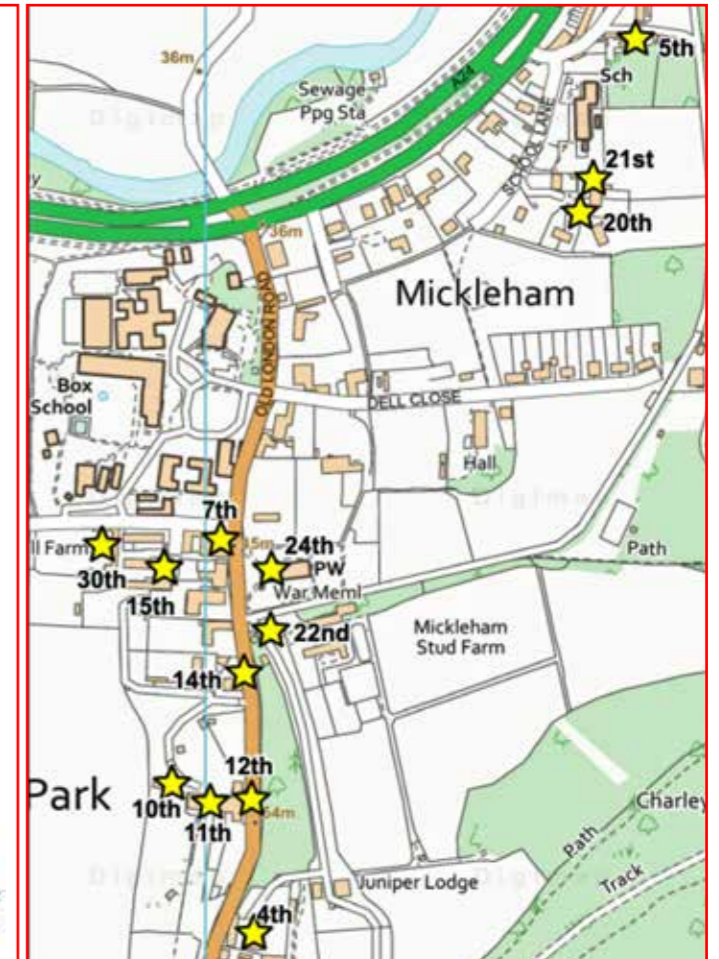 36m
5th
A24
Sch
Sewage
Ppg Sta
SCHOOL LANE
21st
20th
36m
Mickleham
OLD LONDON ROAD
Box
School
DELL CLOSE
Hall
7th
ll Farm
24th
PW
Path
30th
War Meml
15th
22nd
Mickleham
Stud Farm
14th
12th
Park
10th
11th
54m
Charley
Path
Track
Juniper Lodge
4th